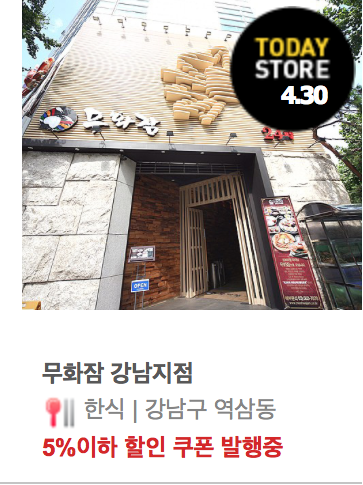 TODAY
STORE
4.30
무화잠
OPEN
무화잠 강남지점
한식 | 강남구 역삼동
5%이하 할인 쿠폰 발행중